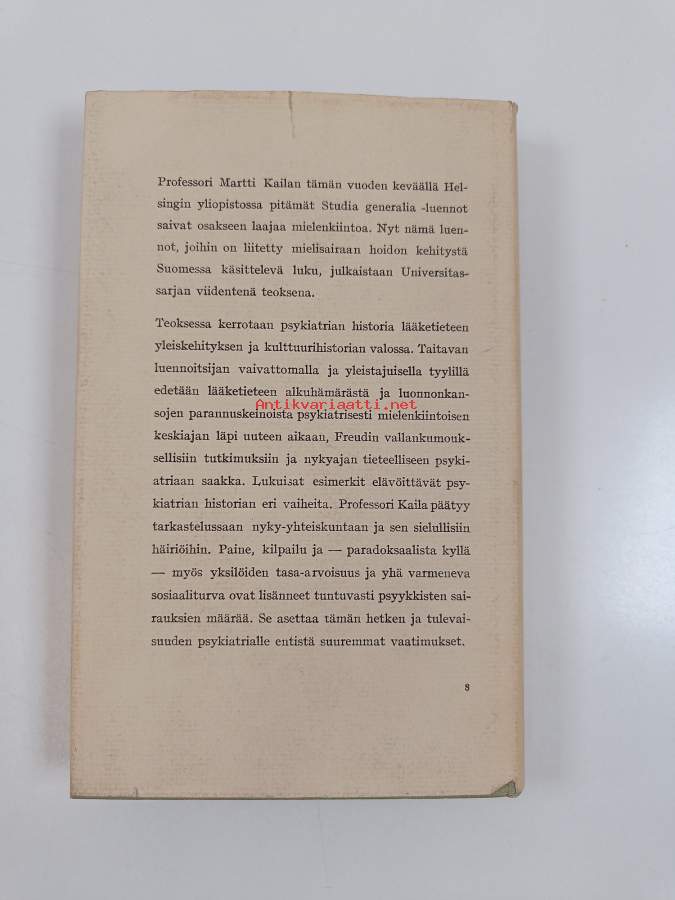 Professori Martti Kailan tämän vuoden keväällä Hel-
singin yliopistossa pitämät Studia generalia -luennot
saivat osakseen laajaa mielenkiintoa. Nyt nämä luen-
not, joihin on liitetty mielisairaan hoidon kehitystä
Suomessa käsittelevä luku, julkaistaan Universitas-
sarjan viidentenä teoksena.
Teoksessa kerrotaan psykiatrian historia lääketieteen
yleiskehityksen ja kulttuurihistorian valossa. Taitavan
luennoitsijan vaivattomalla ja yleistajuisella tyylillä
edetään lääketieteen alkuhämärästä ja luonnonkan-
Antikvariaatti.net
sojen parannuskeinoista psykiatrisesti mielenkiintoisen
keskiajan läpi uuteen aikaan, Freudin vallankumouk-
sellisiin tutkimuksiin ja nykyajan tieteelliseen psyki-
atriaan saakka. Lukuisat esimerkit elävöittävät psy-
kiatrian historian eri vaiheita. Professori Kaila päätyy
tarkastelussaan nyky-yhteiskuntaan ja sen sielullisiin
häiriöihin. Paine, kilpailu ja — paradoksaalista kyllä
— myös yksilöiden tasa-arvoisuus ja yhä varmeneva
sosiaaliturva ovat lisänneet tuntuvasti psyykkisten sai-
rauksien määrää. Se asettaa tämän hetken ja tulevai-
suuden psykiatrialle entistä suuremmat vaatimukset.
8